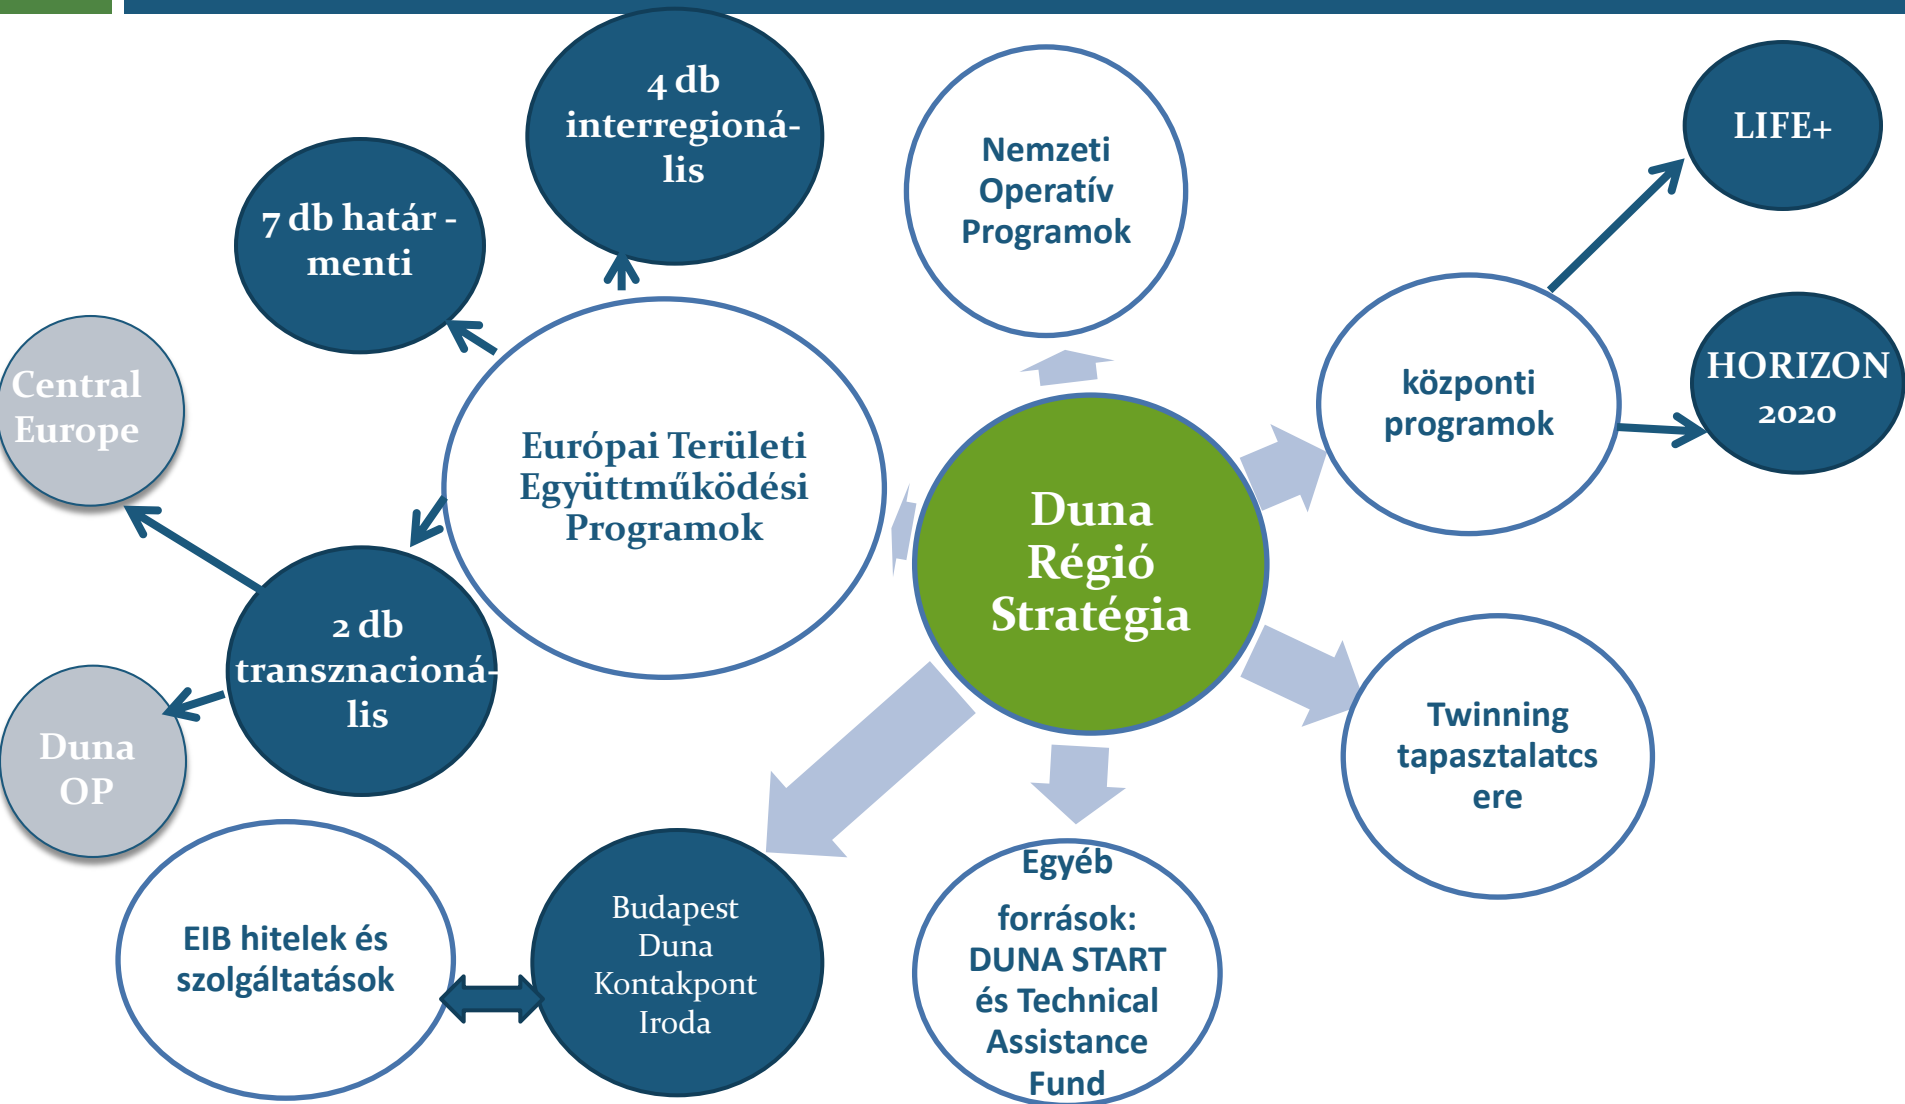 4 db
interregioná-
lis
7 db határ -
menti
Nemzeti
Operatív
Programok
LIFE+
központi
programok
HORIZON
2020
Central
Europe
Európai Területi
Együttműködési
Programok
Duna
Régió
Stratégia
2 db
transznacioná-
lis
Duna
OP
Twinning
tapasztalatcs
ere
EIB hitelek és
szolgáltatások
Budapest
Duna
Kontakpont
Iroda
Egyéb
források:
DUNA START
és Technical
Assistance
Fund